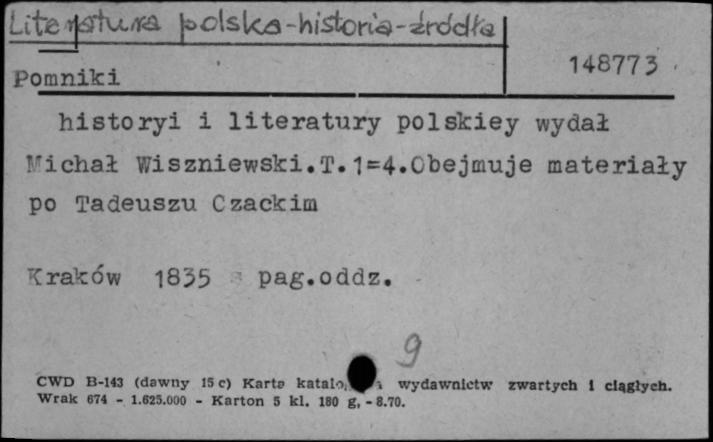 Literatura polska-historia-źródła
148773
Pomniki
historyi i literatury polskiey wydał
Michał Wiszniewski.T.1=4.Obejmuje materiały
po Tadeuszu Czackim
Kraków 1835 pag.oddz.
9
CWD B-143 (dawny 15 c) Karta wydawnictw zwartych i ciągłych.
Wrak 674 - 1.625.000 - Karton 5 kl. 180 g, - 8.70.